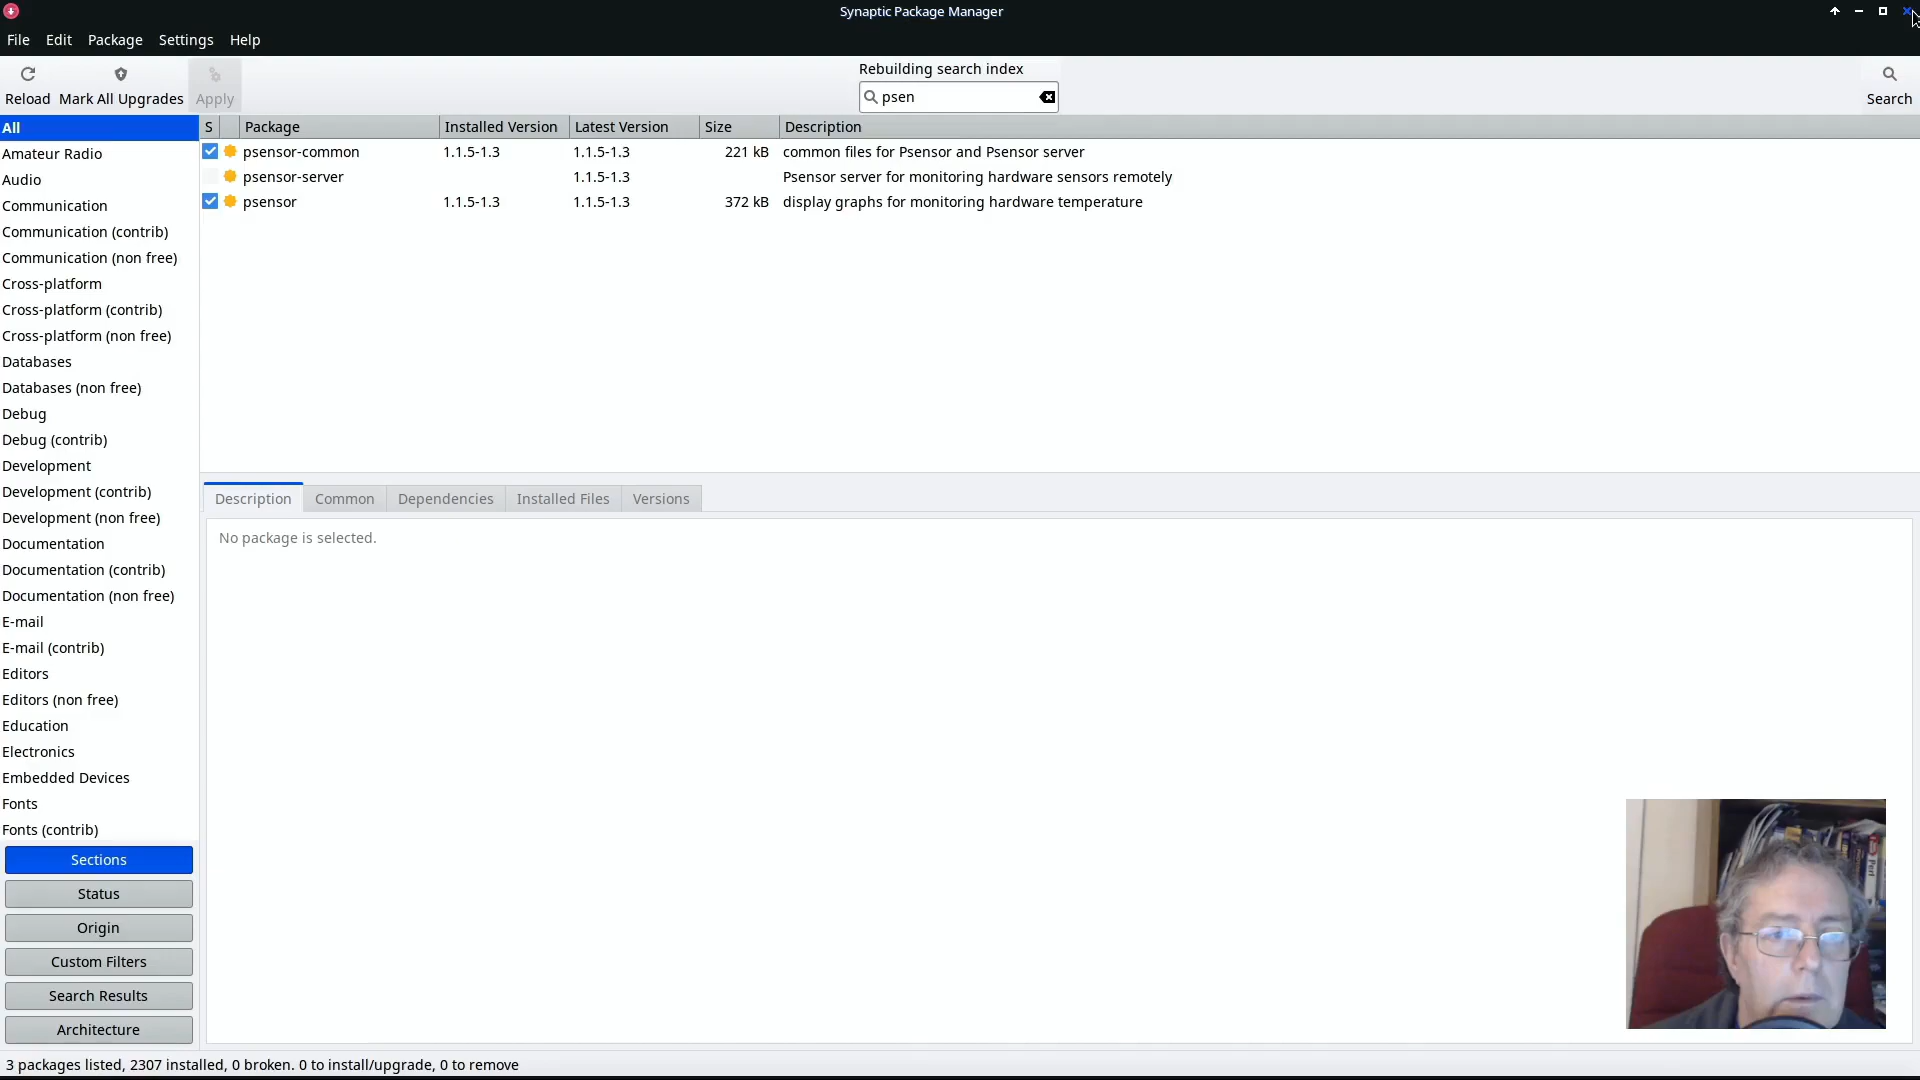 Synaptic Package Manager
File Edit Package Settings Help
Rebuilding search index
Reload Mark All Upgrades Apply psen Search
All
Amateur Radio
Audio
Communication
Communication (contrib)
Communication (non free)
Cross-platform
Cross-platform (contrib)
Cross-platform (non free)
Databases
Databases (non free)
Debug
Debug (contrib)
Development
Development (contrib)
Development (non free)
Documentation
Documentation (contrib)
Documentation (non free)
E-mail
E-mail (contrib)
Editors
Editors (non free)
Education
Electronics
Embedded Devices
Fonts
Fonts (contrib)
Sections
Status
Origin
Custom Filters
Search Results
Architecture
S Package Installed Version Latest Version Size Description
psensor-common 1.1.5-1.3 1.1.5-1.3 221 kB common files for Psensor and Psensor server
psensor-server 1.1.5-1.3 Psensor server for monitoring hardware sensors remotely
psensor 1.1.5-1.3 1.1.5-1.3 372 kB display graphs for monitoring hardware temperature
Description Common Dependencies Installed Files Versions
No package is selected.
Perl
3 packages listed, 2307 installed, 0 broken. 0 to install/upgrade, 0 to remove